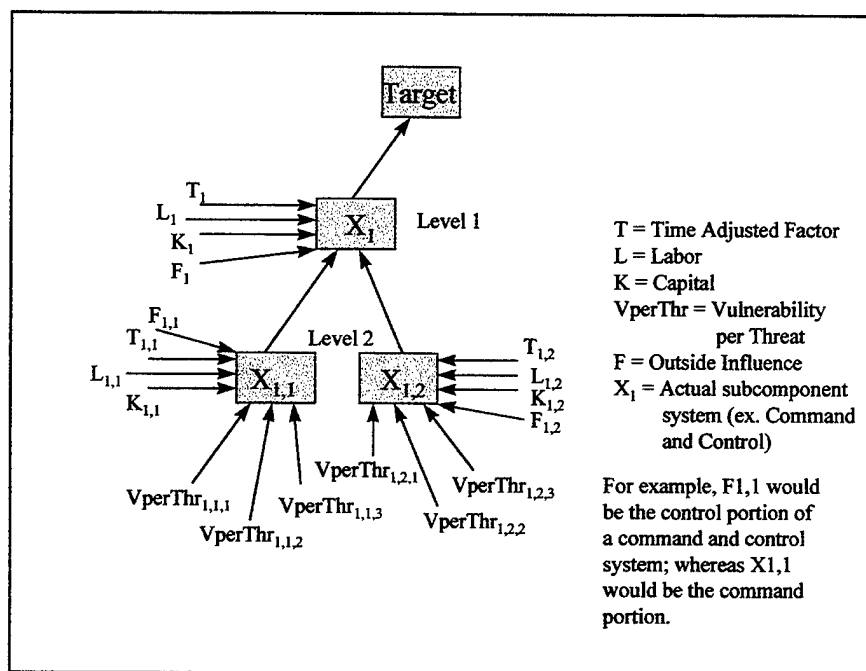 Target
T₁
L₁
K₁
F₁
X₁
Level 1
F₁,₁
T₁,₁
L₁,₁
K₁,₁
X₁,₁
Level 2
X₁,₂
T₁,₂
L₁,₂
K₁,₂
F₁,₂
VperThr₁,₁,₁
VperThr₁,₁,₂
VperThr₁,₁,₃
VperThr₁,₂,₁
VperThr₁,₂,₂
VperThr₁,₂,₃
T = Time Adjusted Factor
L = Labor
K = Capital
VperThr = Vulnerability
per Threat
F = Outside Influence
X₁ = Actual subcomponent
system (ex. Command
and Control)
For example, F1,1 would
be the control portion of
a command and control
system; whereas X1,1
would be the command
portion.